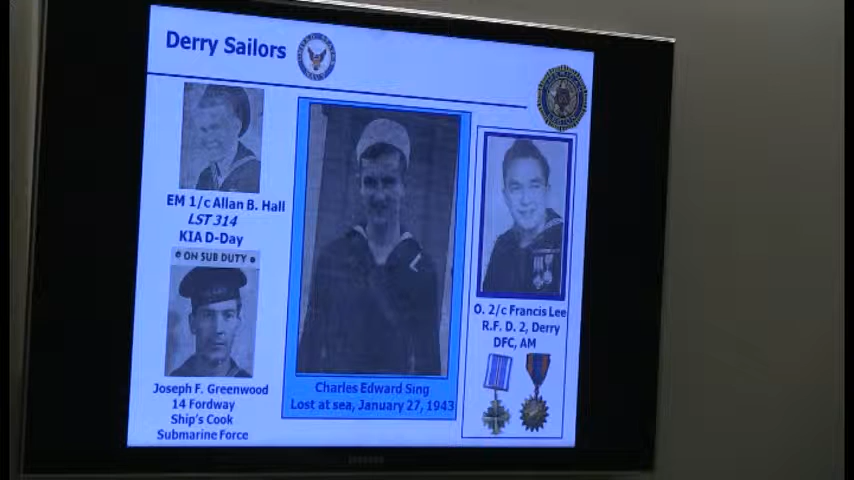 Derry Sailors
EM 1/c Allan B. Hall
LST 314
KIA D-Day
ON SUB DUTY
Joseph F. Greenwood
14 Fordway
Ship's Cook
Submarine Force
Charles Edward Sing
Lost at sea, January 27, 1943
O. 2/c Francis Lee
R.F. D. 2, Derry
DFC, AM